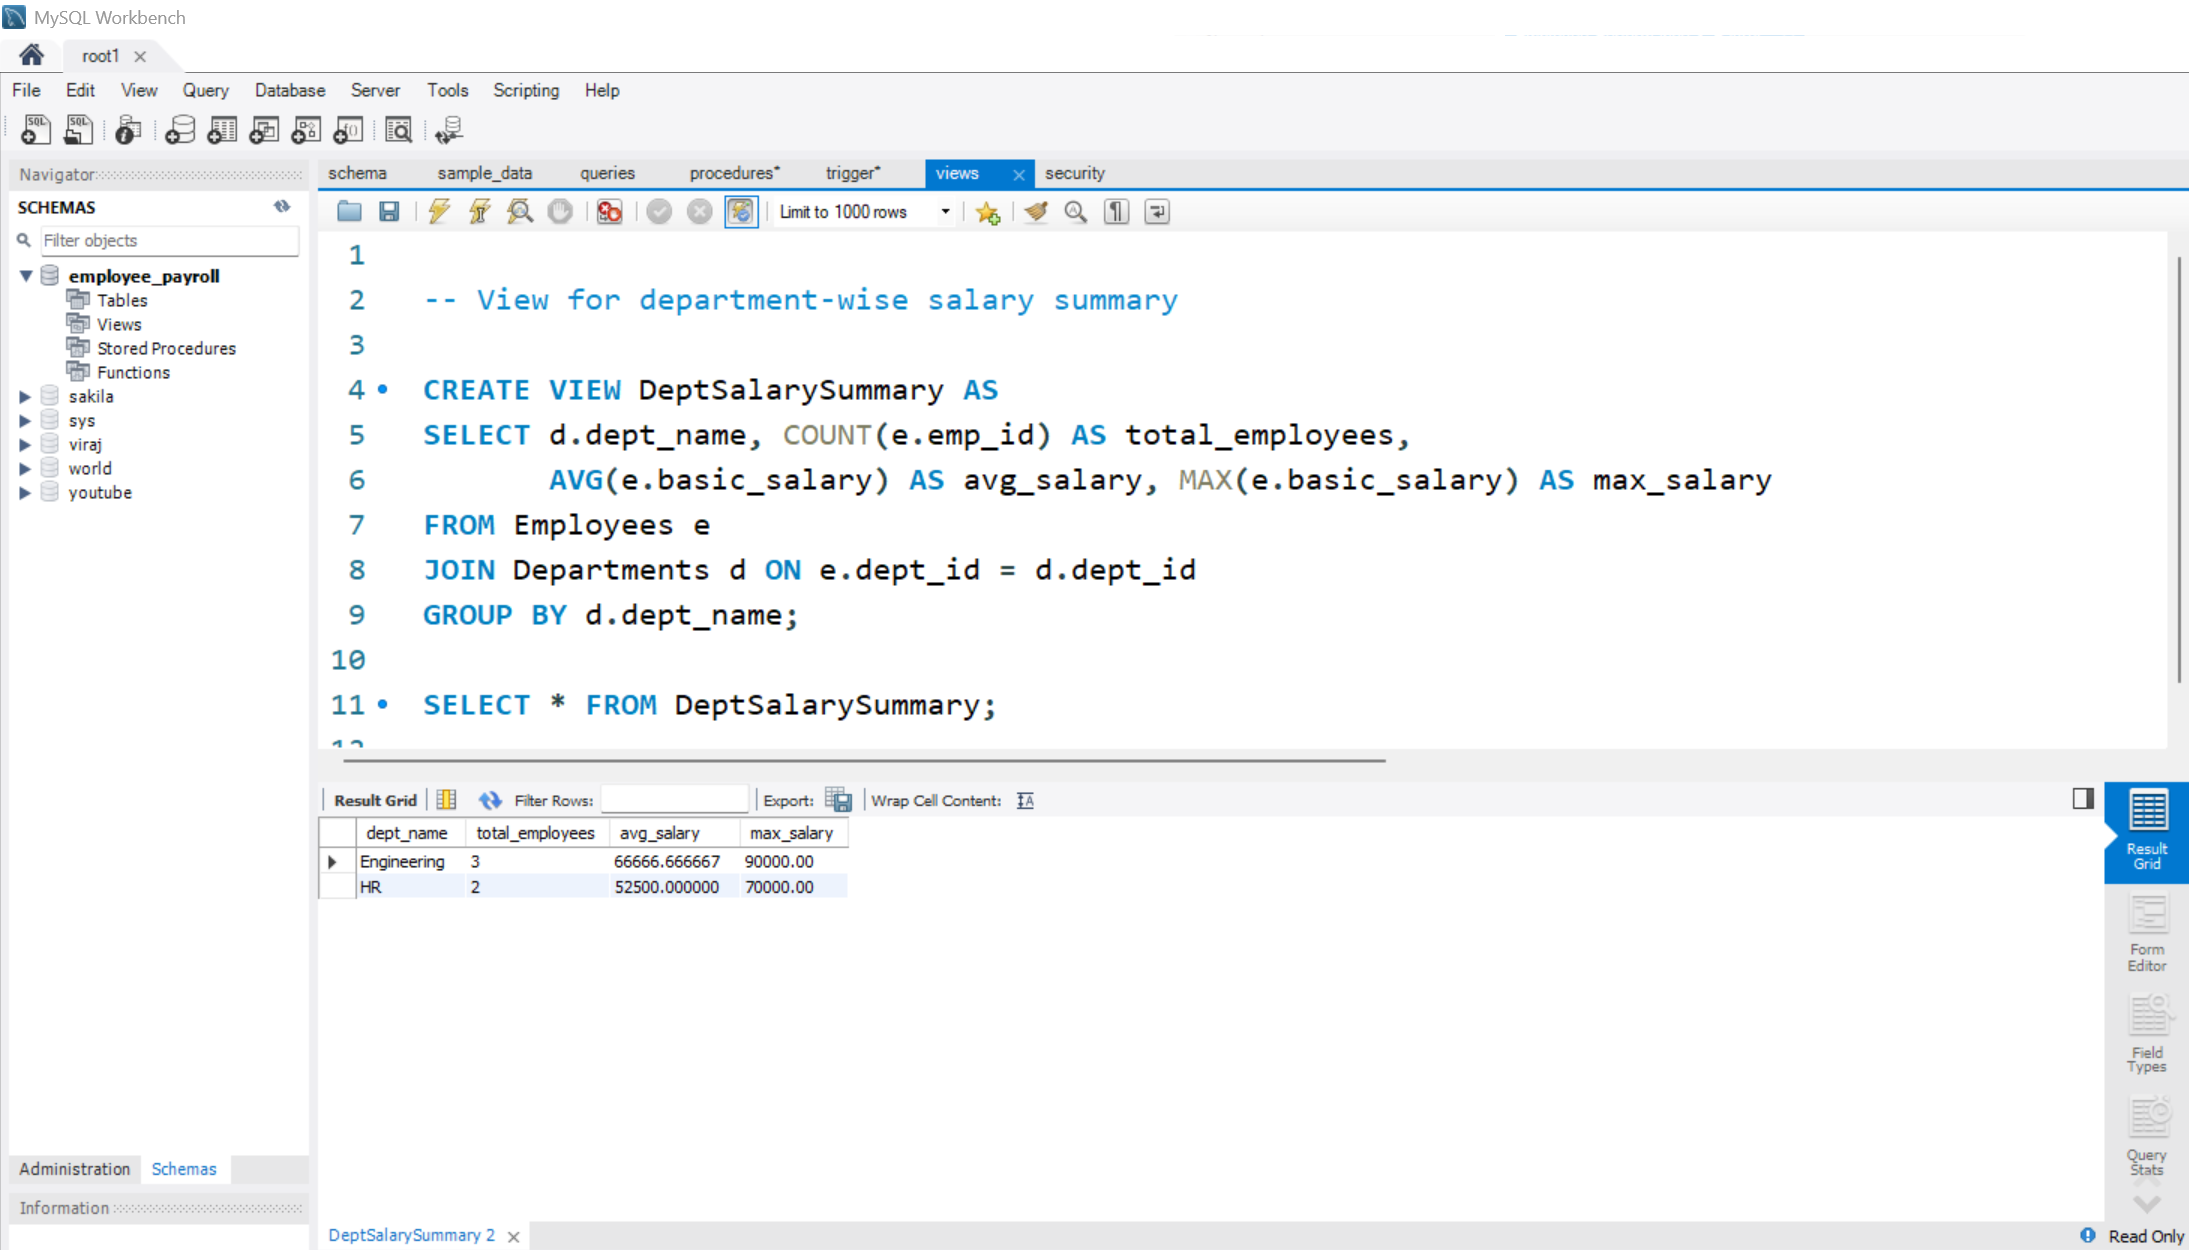 MySQL Workbench
root1
File Edit View Query Database Server Tools Scripting Help
Navigator
SCHEMAS
Filter objects
employee_payroll
Tables
Views
Stored Procedures
Functions
sakila
sys
viraj
world
youtube
Administration Schemas
Information
schema sample_data queries procedures* trigger* views security
Limit to 1000 rows
1
2 -- View for department-wise salary summary
3
4 CREATE VIEW DeptSalarySummary AS
5 SELECT d.dept_name, COUNT(e.emp_id) AS total_employees,
6 AVG(e.basic_salary) AS avg_salary, MAX(e.basic_salary) AS max_salary
7 FROM Employees e
8 JOIN Departments d ON e.dept_id = d.dept_id
9 GROUP BY d.dept_name;
10
11 SELECT * FROM DeptSalarySummary;
12
Result Grid Filter Rows: Export: Wrap Cell Content:
dept_name total_employees avg_salary max_salary
Engineering 3 66666.666667 90000.00
HR 2 52500.000000 70000.00
Result
Grid
Form
Editor
Field
Types
Query
Stats
DeptSalarySummary 2
Read Only